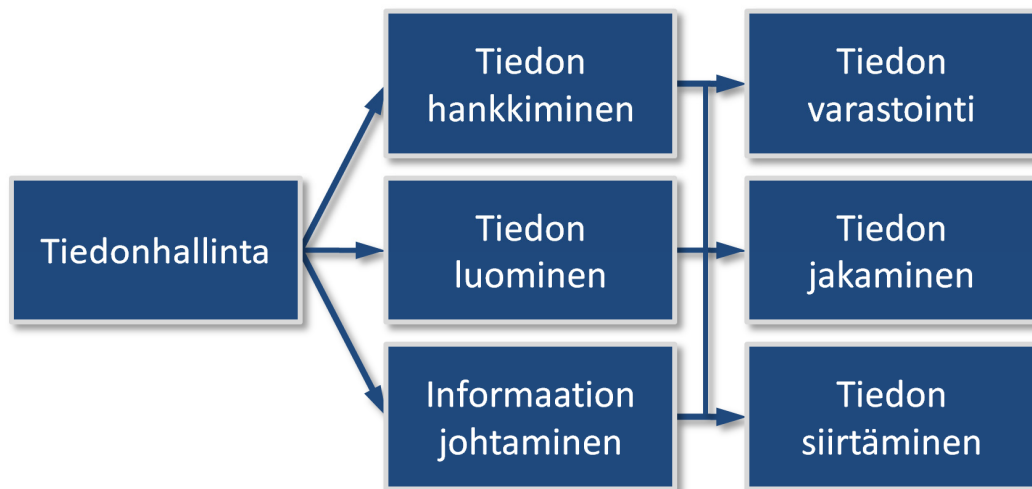 Tiedonhallinta
Tiedon
hankkiminen
Tiedon
luominen
Informaation
johtaminen
Tiedon
varastointi
Tiedon
jakaminen
Tiedon
siirtäminen